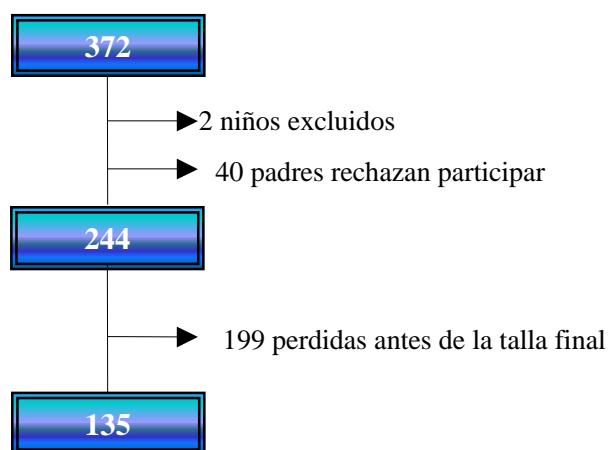 372
2 niños excluidos
40 padres rechazan participar
244
199 perdidas antes de la talla final
135